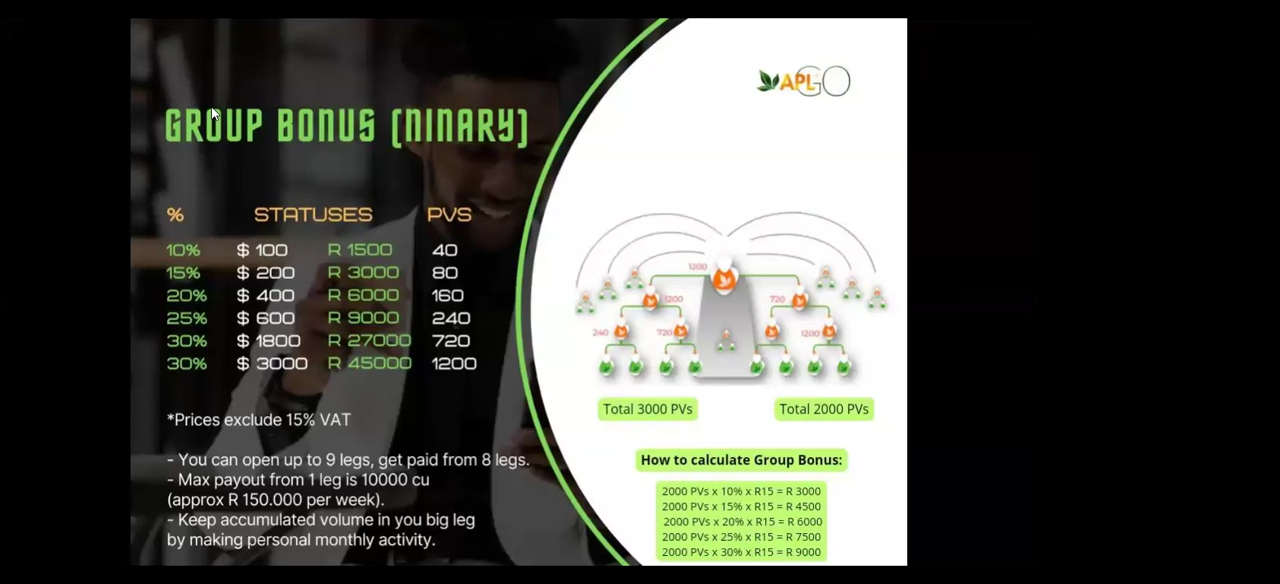 APLGO
GROUP BONUS (NINARY)
% STATUSES PVS
10% $ 100 R 1500 40
15% $ 200 R 3000 80
20% $ 400 R 6000 160
25% $ 600 R 9000 240
30% $ 1800 R 27000 720
30% $ 3000 R 45000 1200
*Prices exclude 15% VAT
- You can open up to 9 legs, get paid from 8 legs.
- Max payout from 1 leg is 10000 cu
(approx R 150.000 per week).
- Keep accumulated volume in you big leg
by making personal monthly activity.
1200
1200 720
240 720 1200
Total 3000 PVs Total 2000 PVs
How to calculate Group Bonus:
2000 PVs x 10% x R15 = R 3000
2000 PVs x 15% x R15 = R 4500
2000 PVs x 20% x R15 = R 6000
2000 PVs x 25% x R15 = R 7500
2000 PVs x 30% x R15 = R 9000